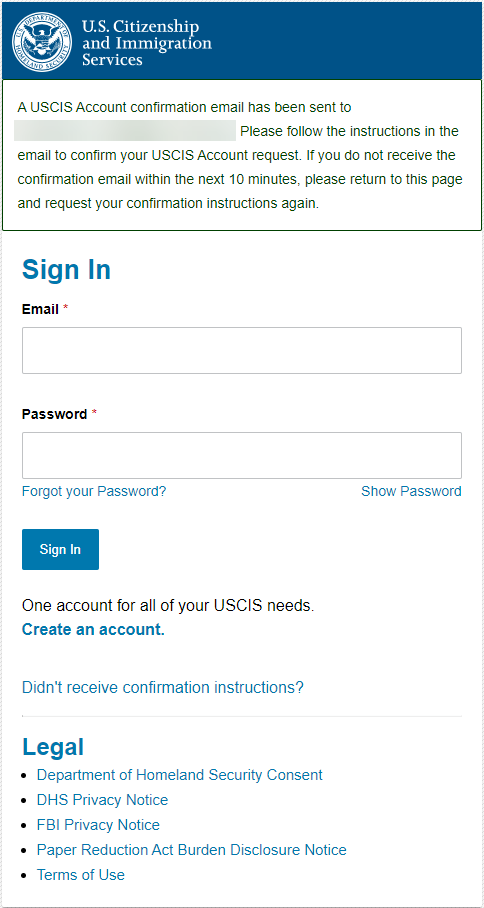 U.S. DEPARTMENT OF HOMELAND SECURITY
U.S. Citizenship
and Immigration
Services
A USCIS Account confirmation email has been sent to
Please follow the instructions in the
email to confirm your USCIS Account request. If you do not receive the
confirmation email within the next 10 minutes, please return to this page
and request your confirmation instructions again.
Sign In
Email *
Password *
Forgot your Password? Show Password
Sign In
One account for all of your USCIS needs.
Create an account.
Didn't receive confirmation instructions?
Legal
Department of Homeland Security Consent
DHS Privacy Notice
FBI Privacy Notice
Paper Reduction Act Burden Disclosure Notice
Terms of Use